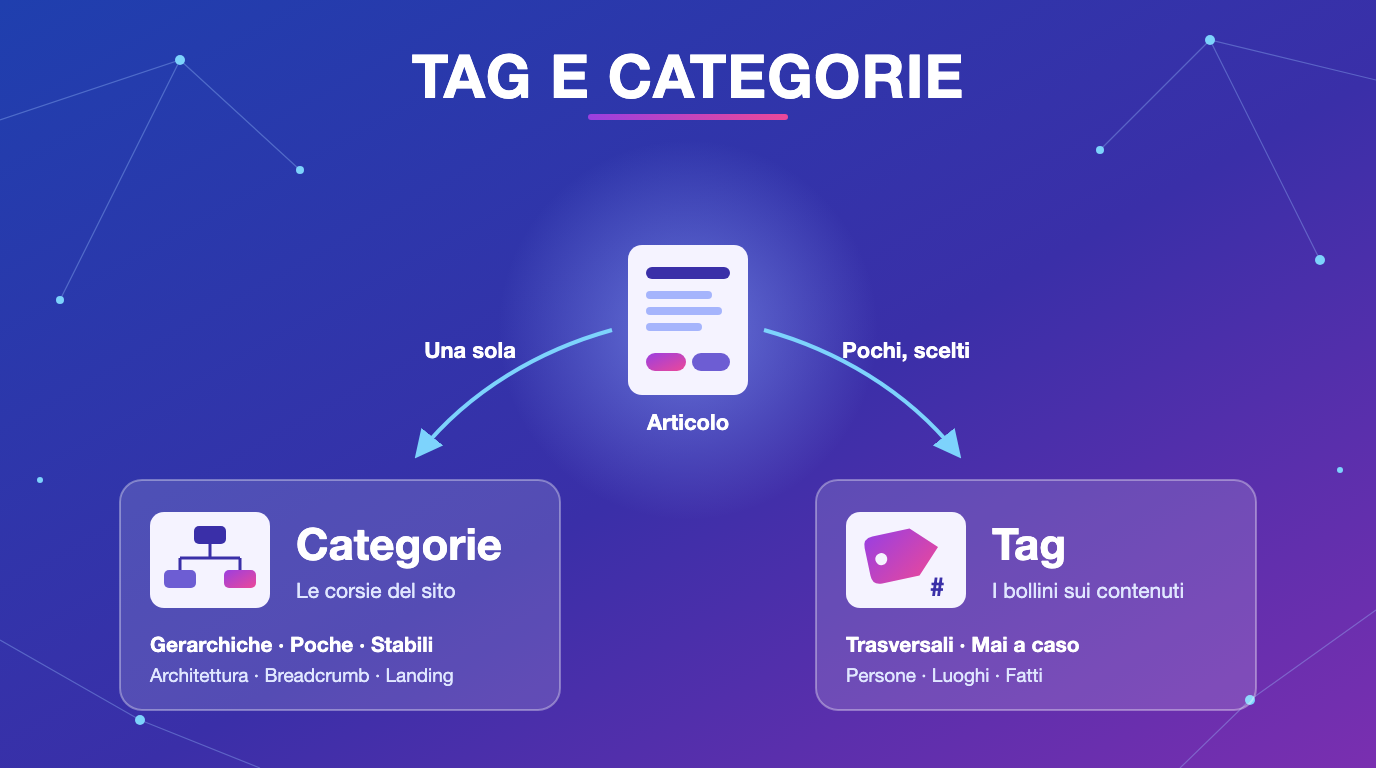 TAG E CATEGORIE
Una sola
Pochi, scelti
Articolo
Categorie
Le corsie del sito
Gerarchiche · Poche · Stabili
Architettura · Breadcrumb · Landing
Tag
#
I bollini sui contenuti
Trasversali · Mai a caso
Persone · Luoghi · Fatti